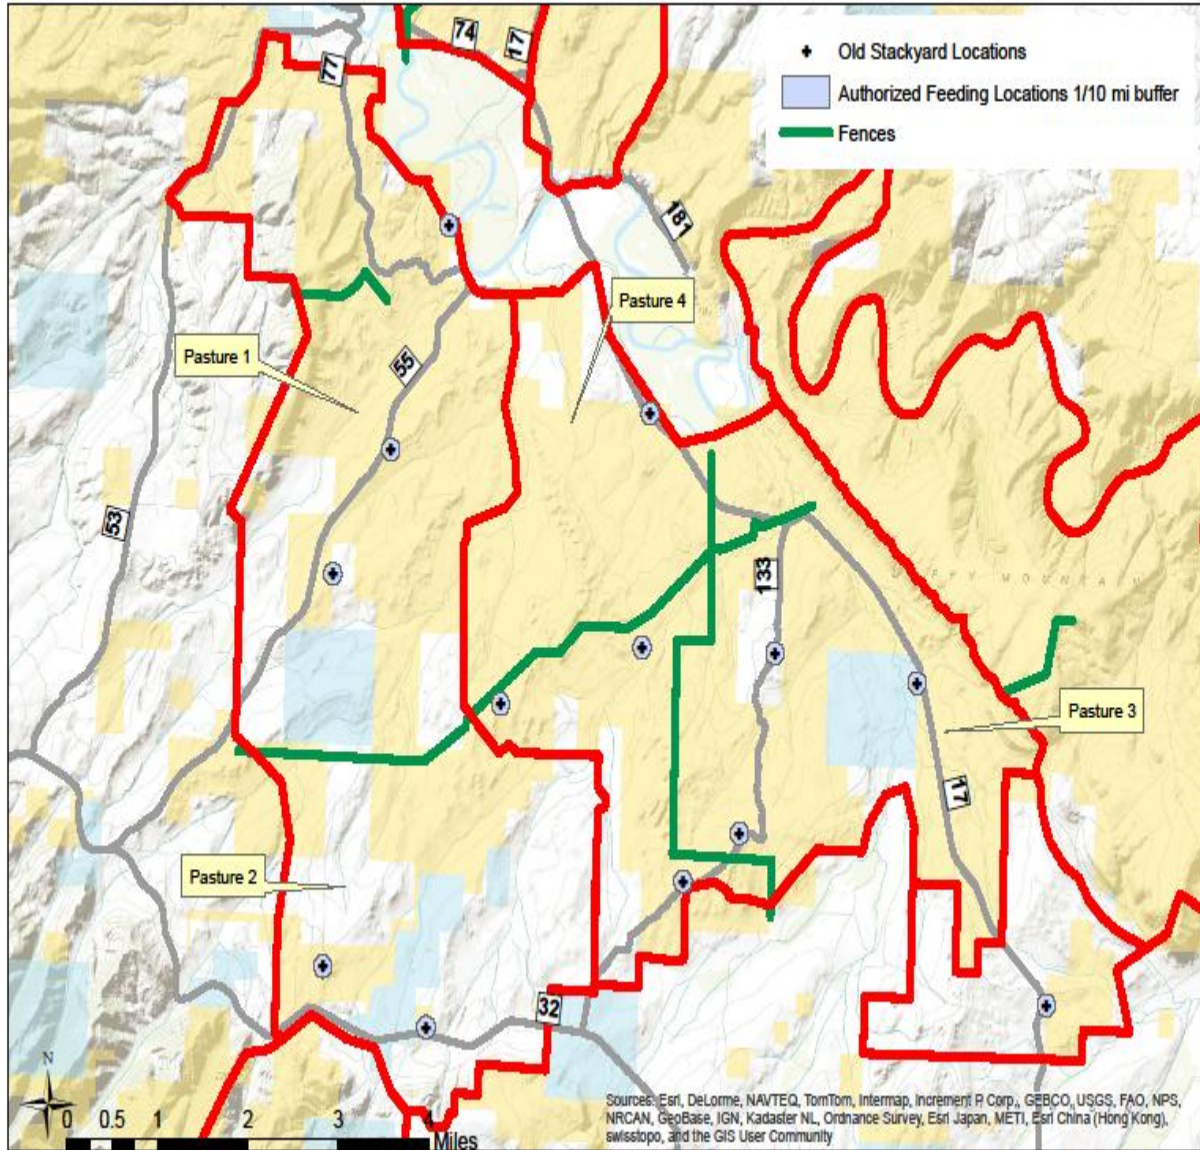 74
17
77
Old Stackyard Locations
Authorized Feeding Locations 1/10 mi buffer
Fences
181
Pasture 4
Pasture 1
55
53
133
MOUNTAIN
Pasture 3
17
Pasture 2
32
N
0 0.5 1 2 3 4
Miles
Sources: Esri, DeLorme, NAVTEQ, TomTom, Intermap, increment P Corp., GEBCO, USGS, FAO, NPS,
NRCAN, GeoBase, IGN, Kadaster NL, Ordnance Survey, Esri Japan, METI, Esri China (Hong Kong),
swisstopo, and the GIS User Community